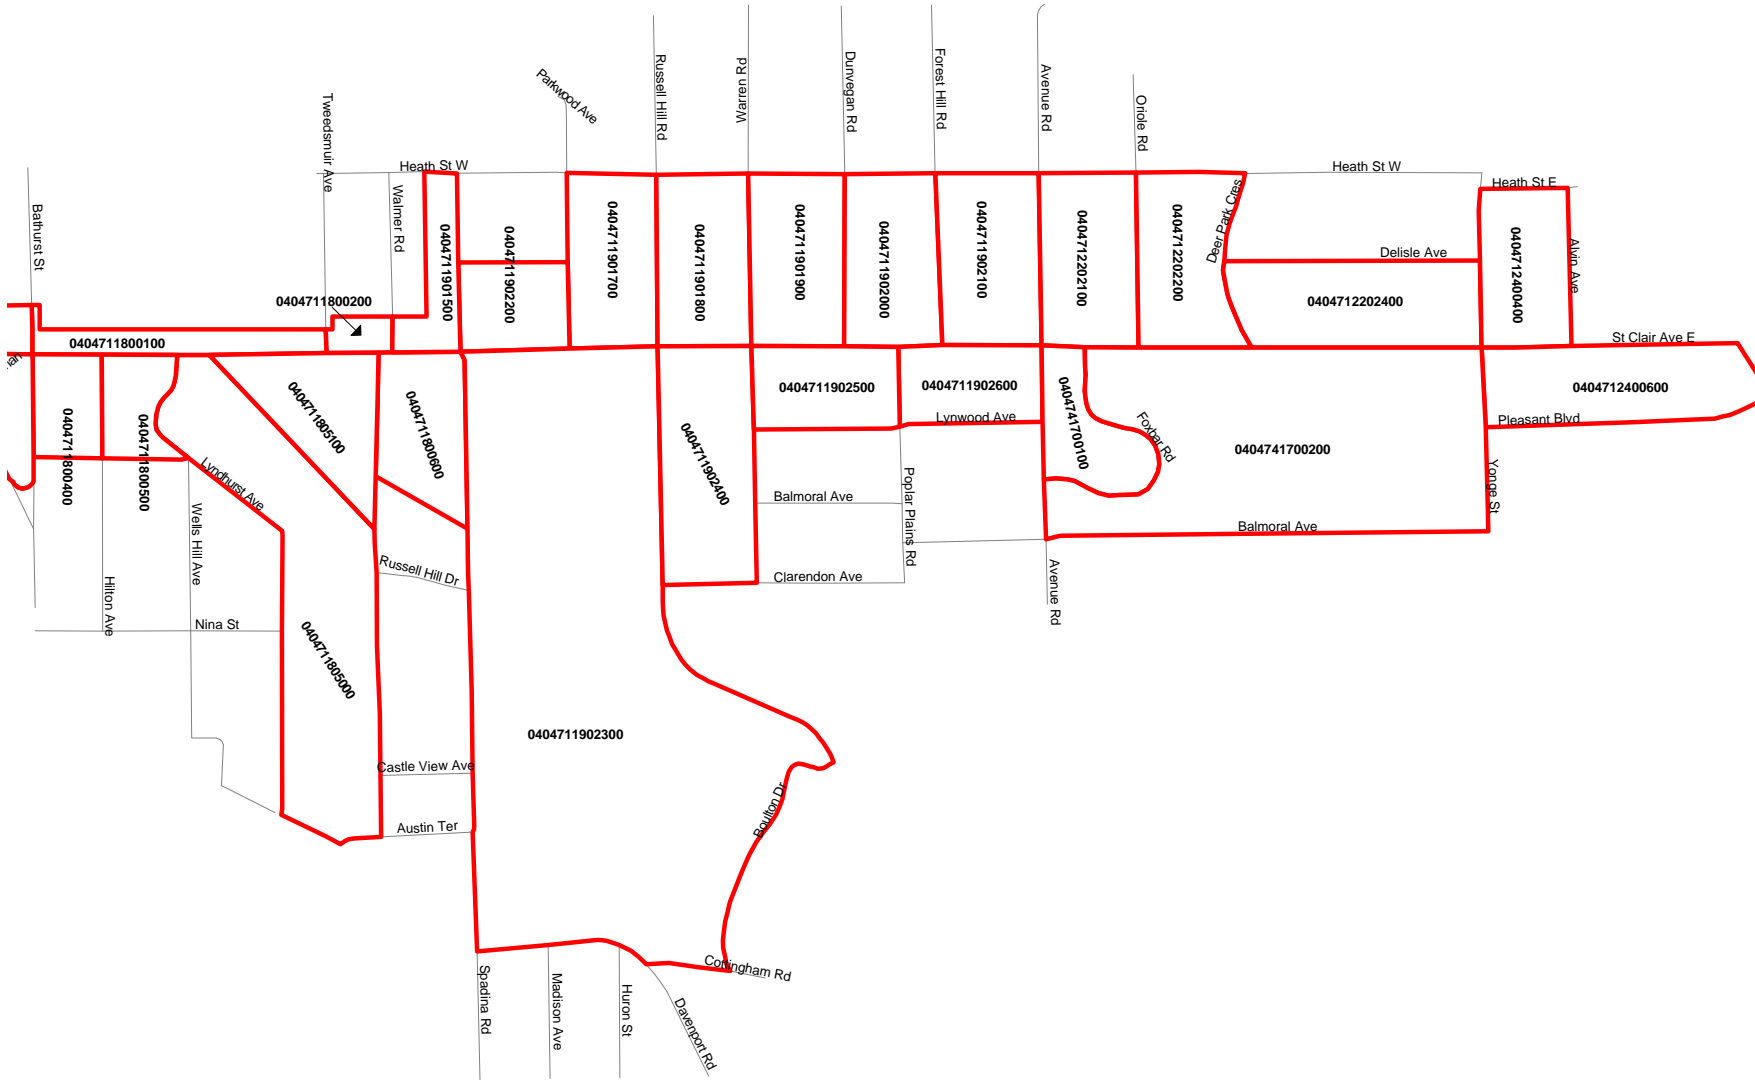 Parkwood Ave
Russell Hill Rd
Warren Rd
Dunvegan Rd
Forest Hill Rd
Avenue Rd
Oriole Rd
Tweedsmuir Ave
Heath St W
Heath St W
Heath St E
Bathurst St
Walmer Rd
Deer Park Cres
Delisle Ave
Alvin Ave
0404711901500
0404711902200
0404711901700
0404711901800
0404711901900
0404711902000
0404711902100
0404712202100
0404712202200
0404712202400
0404712400400
0404711800200
0404711800100
St Clair Ave E
0404711800400
0404711800500
0404711805100
0404711800600
0404711902400
0404711902500
0404711902600
Lynwood Ave
0404741700100
Foxbar Rd
0404741700200
0404712400600
Pleasant Blvd
Yonge St
Lyndhurst Ave
Wells Hill Ave
Balmoral Ave
Poplar Plains Rd
Balmoral Ave
Russell Hill Dr
Clarendon Ave
Avenue Rd
Hilton Ave
Nina St
0404711805000
0404711902300
Castle View Ave
Austin Ter
Boulton Dr
Cottingham Rd
Spadina Rd
Madison Ave
Huron St
Davenport Rd